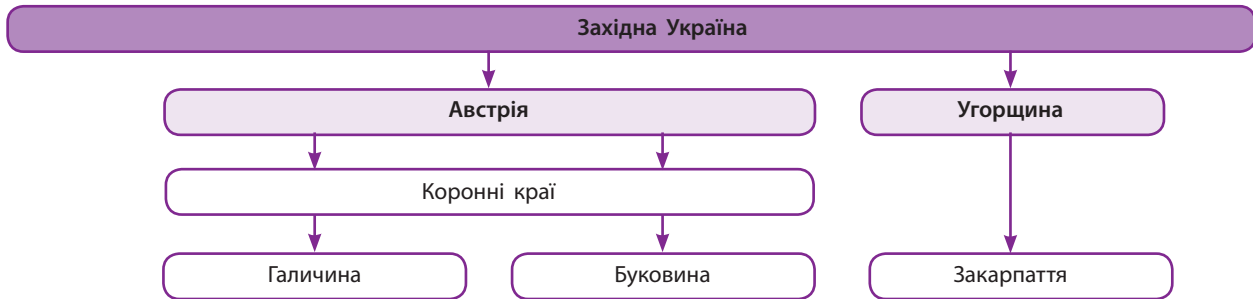 Західна Україна
Австрія
Угорщина
Коронні краї
Галичина
Буковина
Закарпаття